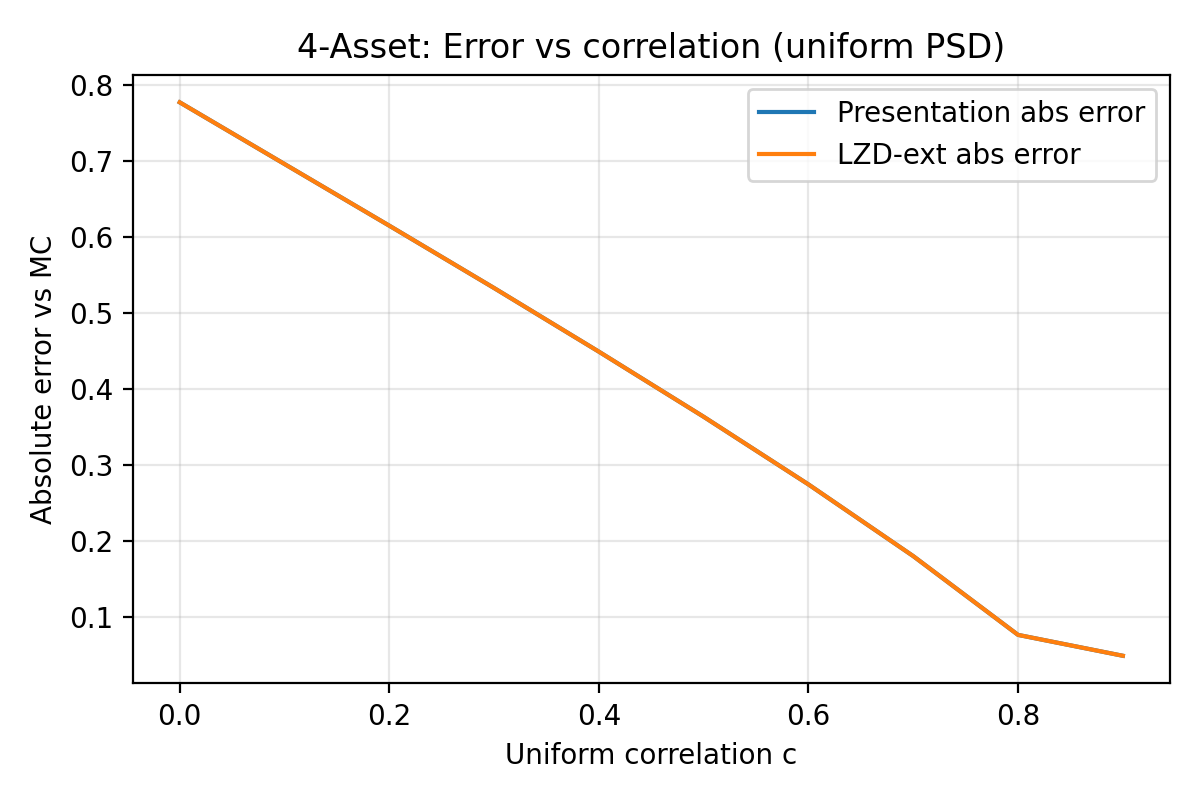 4-Asset: Error vs correlation (uniform PSD)
Presentation abs error
LZD-ext abs error
Absolute error vs MC
0.8
0.7
0.6
0.5
0.4
0.3
0.2
0.1
0.0 0.2 0.4 0.6 0.8
Uniform correlation c